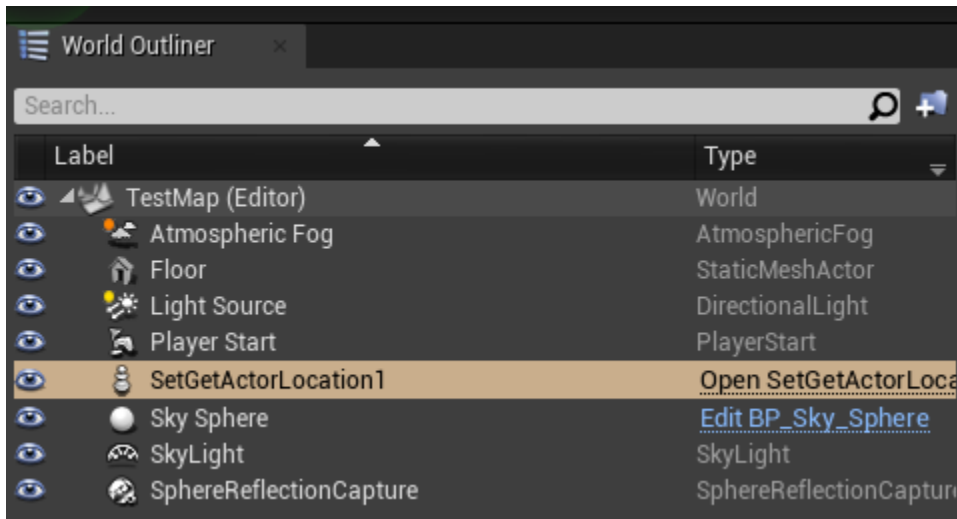 World Outliner
Search...
Label Type
TestMap (Editor) World
Atmospheric Fog AtmosphericFog
Floor StaticMeshActor
Light Source DirectionalLight
Player Start PlayerStart
SetGetActorLocation1 Open SetGetActorLoca
Sky Sphere Edit BP_Sky_Sphere
SkyLight SkyLight
SphereReflectionCapture SphereReflectionCaptur